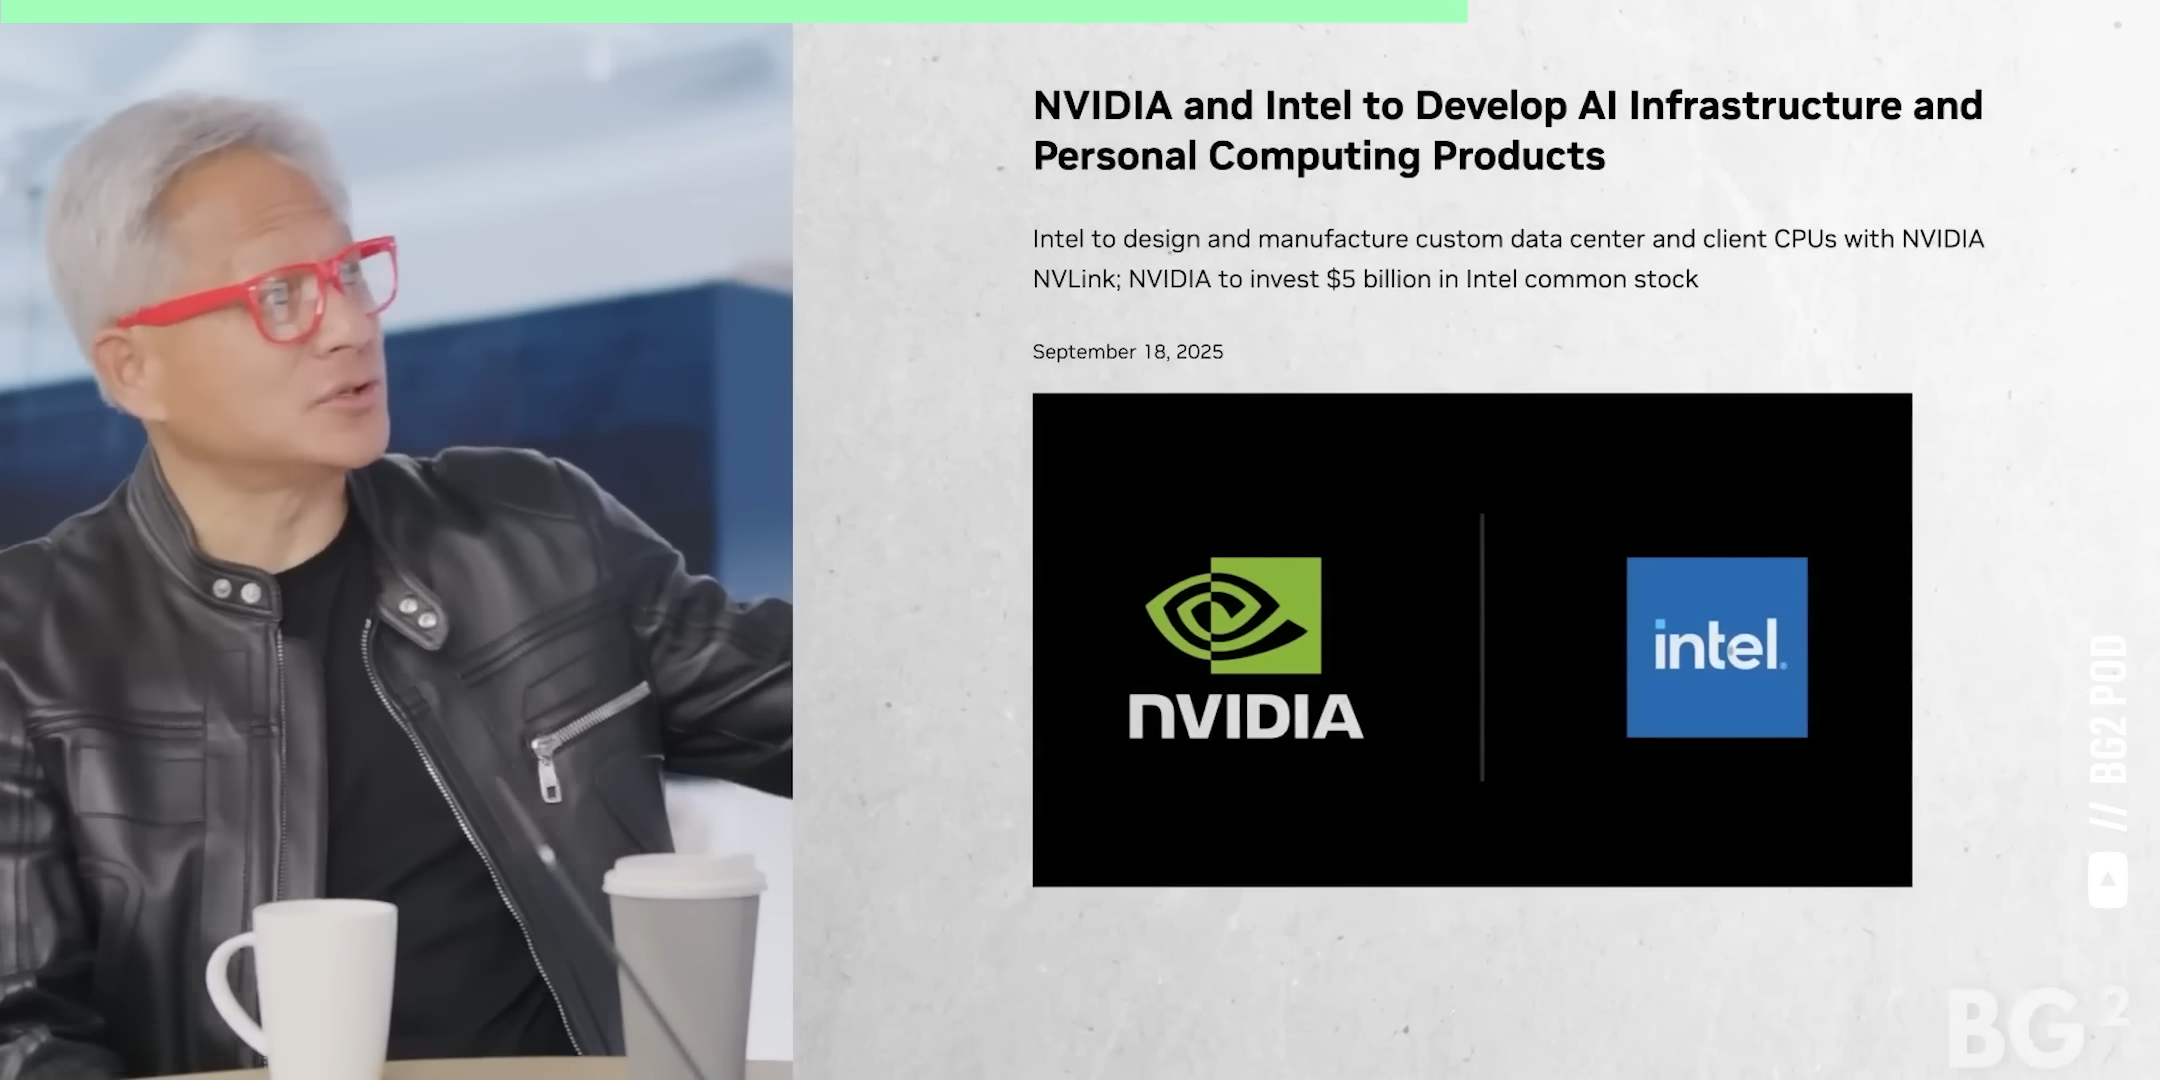 NVIDIA and Intel to Develop AI Infrastructure and
Personal Computing Products
Intel to design and manufacture custom data center and client CPUs with NVIDIA
NVLink; NVIDIA to invest $5 billion in Intel common stock
September 18, 2025
NVIDIA
intel.
// BG2 POD
BG2